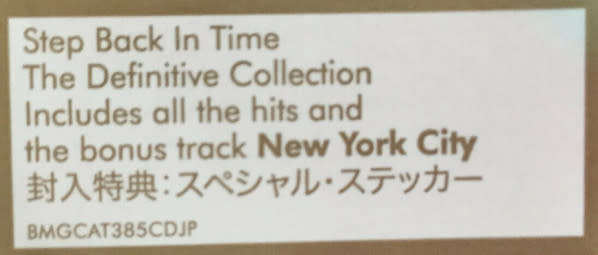 Step Back In Time
The Definitive Collection
Includes all the hits and
the bonus track New York City
封入特典：スペシャル・ステッカー
BMGCAT385CDJP